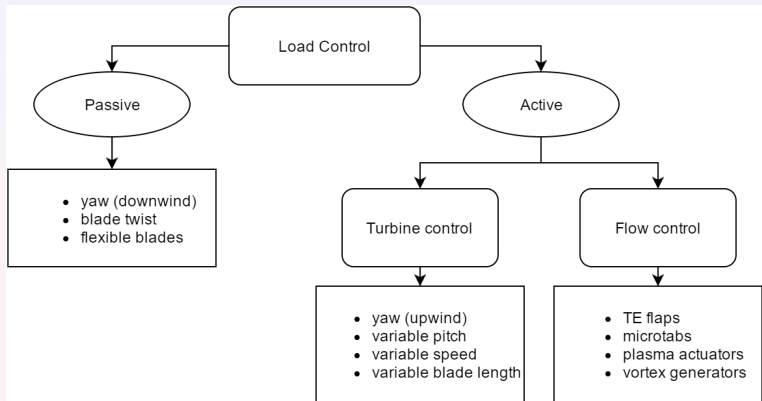 Load Control
Passive
Active
• yaw (downwind)
• blade twist
• flexible blades
Turbine control
Flow control
• yaw (upwind)
• variable pitch
• variable speed
• variable blade length
• TE flaps
• microtabs
• plasma actuators
• vortex generators